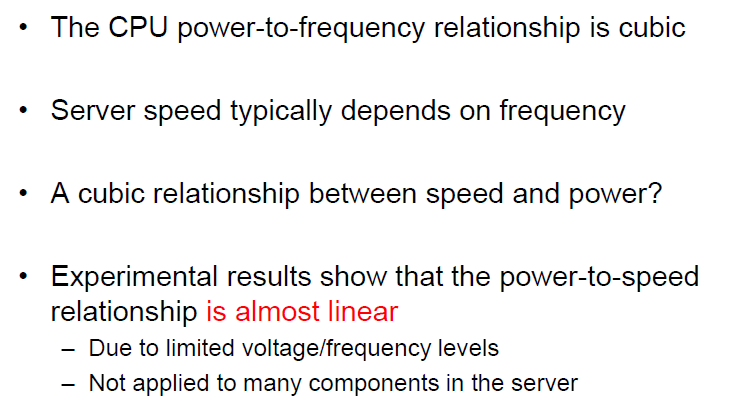 • The CPU power-to-frequency relationship is cubic
• Server speed typically depends on frequency
• A cubic relationship between speed and power?
• Experimental results show that the power-to-speed
relationship is almost linear
– Due to limited voltage/frequency levels
– Not applied to many components in the server